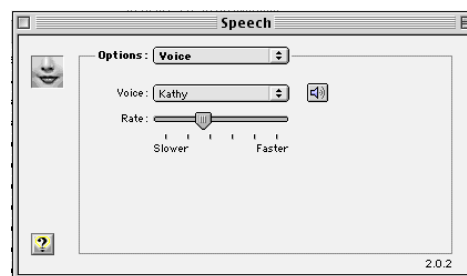 Speech
Options: Voice
Voice: Kathy
Rate:
Slower Faster
?
2.0.2